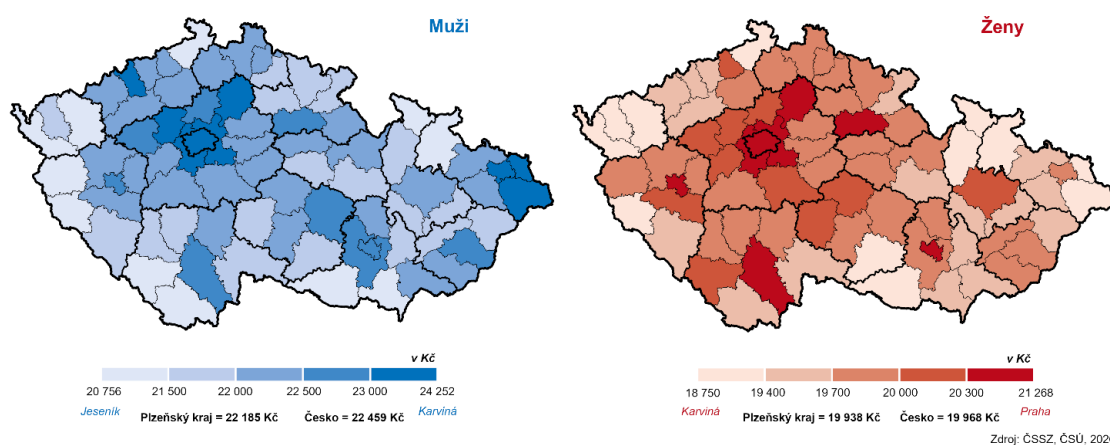 Muži
Ženy
v Kč
20 756 21 500 22 000 22 500 23 000 24 252
Jeseník Karviná
Plzeňský kraj = 22 185 Kč Česko = 22 459 Kč
v Kč
18 750 19 400 19 700 20 000 20 300 21 268
Karviná Praha
Plzeňský kraj = 19 938 Kč Česko = 19 968 Kč
Zdroj: ČSSZ, ČSÚ, 202